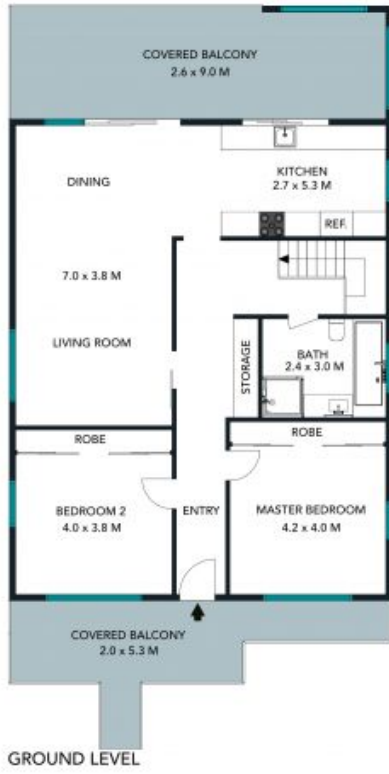 COVERED BALCONY
2.6 x 9.0 M
DINING
KITCHEN
2.7 x 5.3 M
REF.
7.0 x 3.8 M
LIVING ROOM
STORAGE
BATH
2.4 x 3.0 M
ROBE
ROBE
BEDROOM 2
4.0 x 3.8 M
ENTRY
MASTER BEDROOM
4.2 x 4.0 M
COVERED BALCONY
2.0 x 5.3 M
GROUND LEVEL